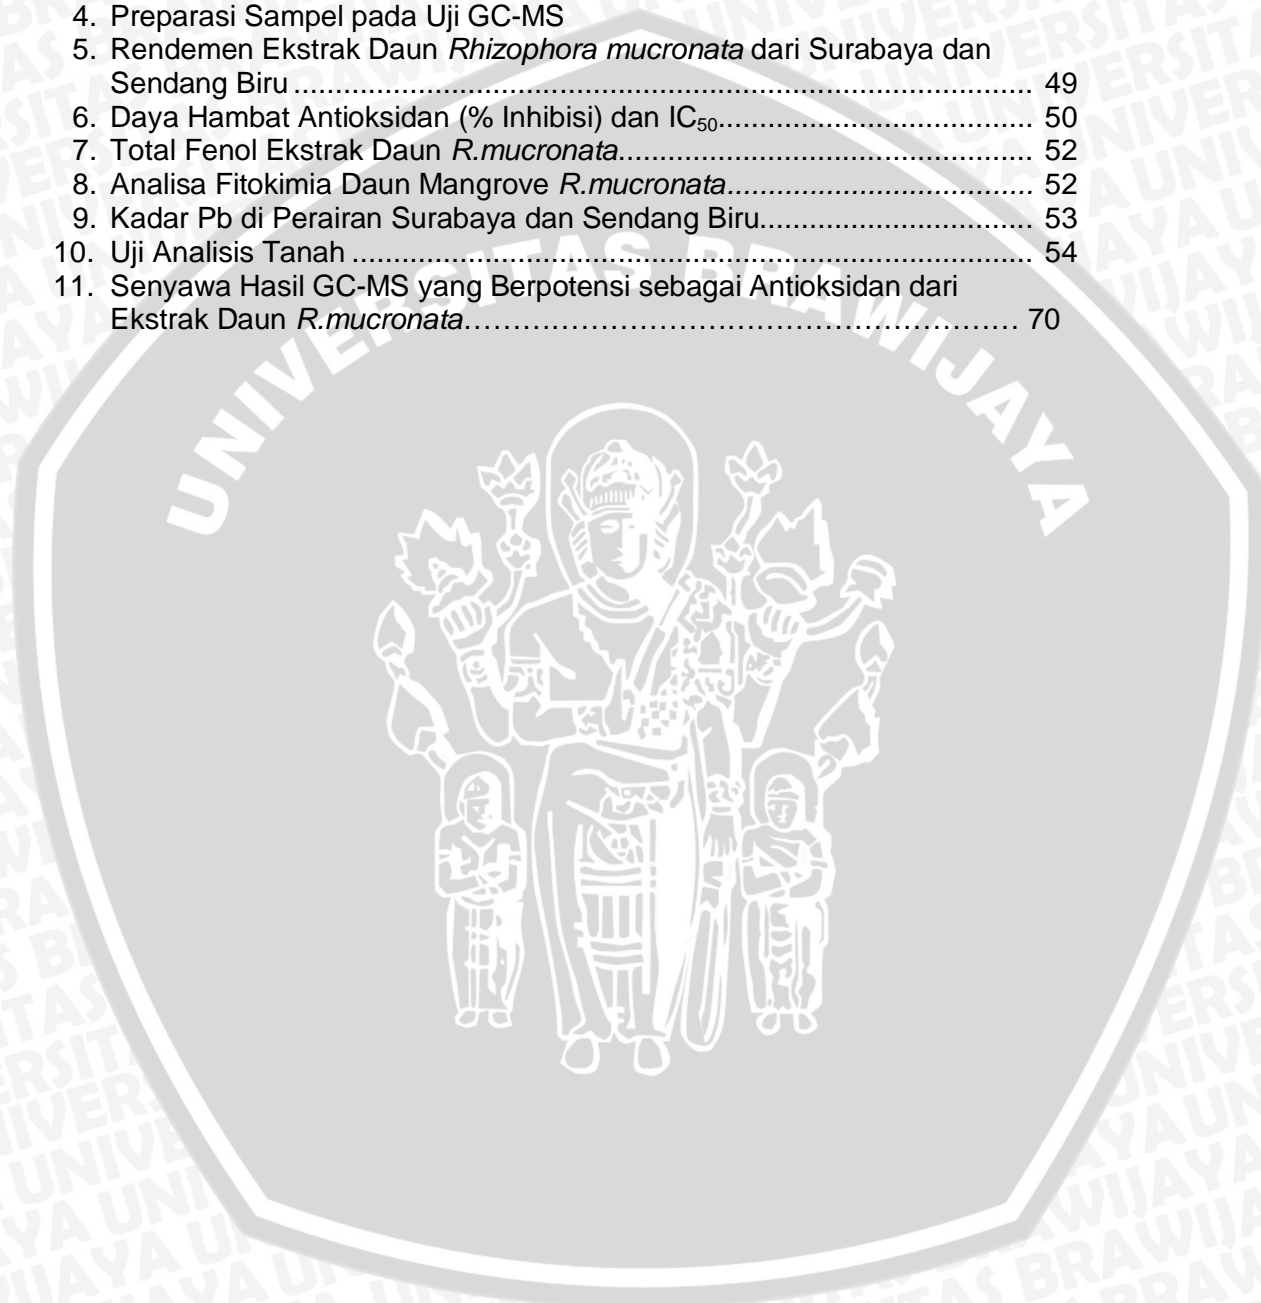 4. Preparasi Sampel pada Uji GC-MS
5. Rendemen Ekstrak Daun Rhizophora mucronata dari Surabaya dan
Sendang Biru ........................................................................................ 49
6. Daya Hambat Antioksidan (% Inhibisi) dan IC₅₀..................................... 50
7. Total Fenol Ekstrak Daun R.mucronata................................................. 52
8. Analisa Fitokimia Daun Mangrove R.mucronata.................................... 52
9. Kadar Pb di Perairan Surabaya dan Sendang Biru................................ 53
10. Uji Analisis Tanah ................................................................................ 54
11. Senyawa Hasil GC-MS yang Berpotensi sebagai Antioksidan dari
Ekstrak Daun R.mucronata………………………………………………… 70
UNIVERSITAS BRAWIJAYA